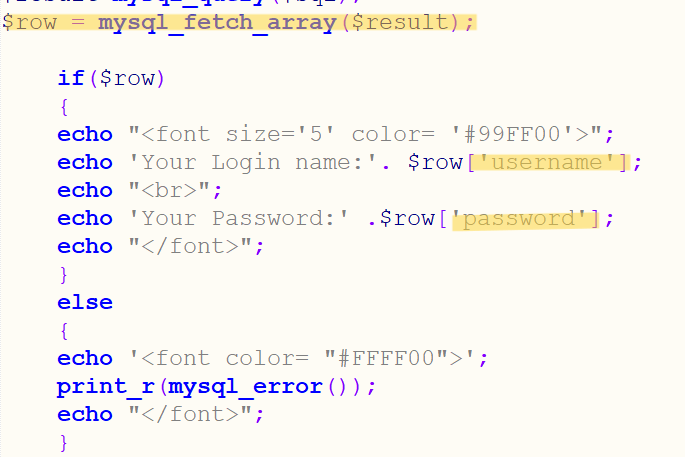 $row = mysql_fetch_array($result);
if($row)
{
echo "<font size='5' color= '#99FF00'>";
echo 'Your Login name:'. $row['username'];
echo "<br>";
echo 'Your Password:' .$row['password'];
echo "</font>";
}
else
{
echo '<font color= "#FFFF00">';
print_r(mysql_error());
echo "</font>";
}